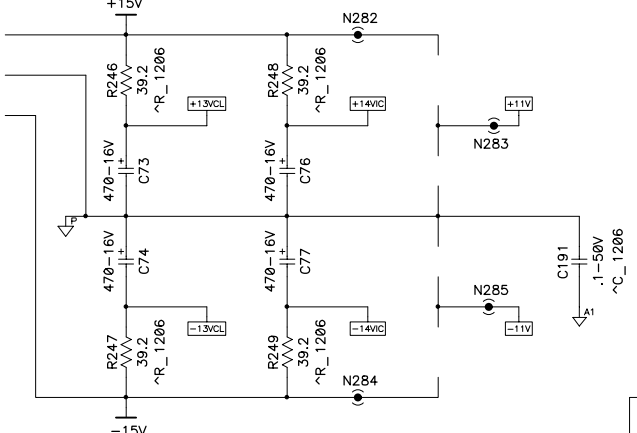 +15V
N282
R246
39.2
^R_1206
R248
39.2
^R_1206
+13VCL
+14VIC
+11V
N283
470-16V
+
C73
470-16V
+
C76
P
470-16V
+
C74
470-16V
+
C77
C191
.1-50V
^C_1206
A1
N285
-13VCL
-14VIC
-11V
R247
39.2
^R_1206
R249
39.2
^R_1206
N284
-15V